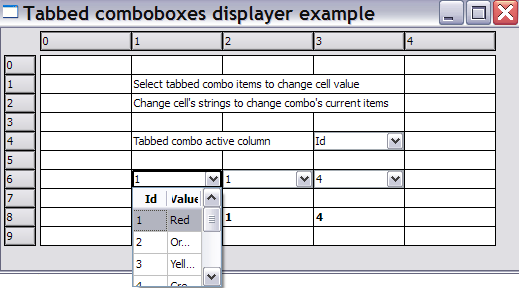 Tabbed comboboxes displayer example
0 1 2 3 4
0
1 Select tabbed combo items to change cell value
2 Change cell's strings to change combo's current items
3
4 Tabbed combo active column Id
5
6 1 1 4
7 Id Value
8 1 Red 1 4
9 2 Or...
3 Yell...